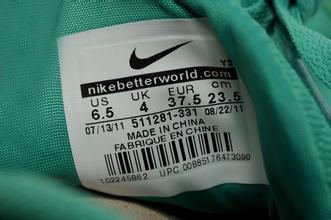 Y5
nikebetterworld.com
US UK EUR cm
6.5 4 37.5 23.5
07/13/11 511281-331 08/22/11
MADE IN CHINA
FABRIQUE EN CHINE
102245862 UPC 00885176473090